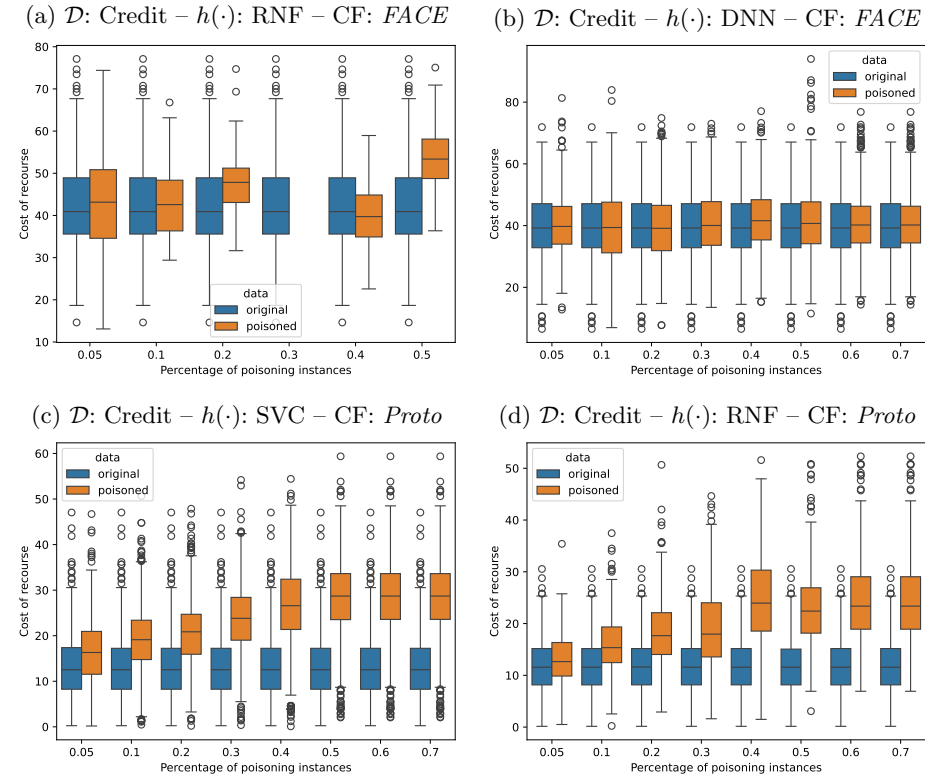 (a) 𝒟: Credit – h(·): RNF – CF: FACE
80
70
60
50
40
30
20
10
Cost of recourse
data
original
poisoned
0.05 0.1 0.2 0.3 0.4 0.5
Percentage of poisoning instances
(b) 𝒟: Credit – h(·): DNN – CF: FACE
80
60
40
20
Cost of recourse
data
original
poisoned
0.05 0.1 0.2 0.3 0.4 0.5 0.6 0.7
Percentage of poisoning instances
(c) 𝒟: Credit – h(·): SVC – CF: Proto
60
50
40
30
20
10
0
Cost of recourse
data
original
poisoned
0.05 0.1 0.2 0.3 0.4 0.5 0.6 0.7
Percentage of poisoning instances
(d) 𝒟: Credit – h(·): RNF – CF: Proto
50
40
30
20
10
0
Cost of recourse
data
original
poisoned
0.05 0.1 0.2 0.3 0.4 0.5 0.6 0.7
Percentage of poisoning instances